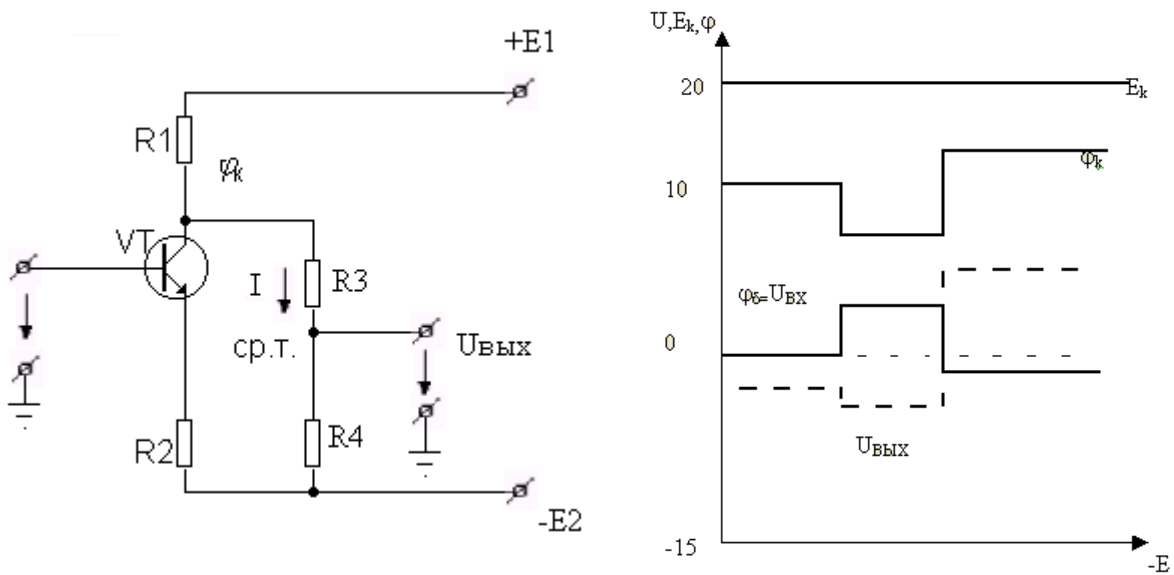 +E1
R1
φk
VT
I
R3
ср.т.
Uвых
R2
R4
-E2
U,Ek,φ
20
Ek
φk
10
φб=Uвх
0
Uвых
-15
-E